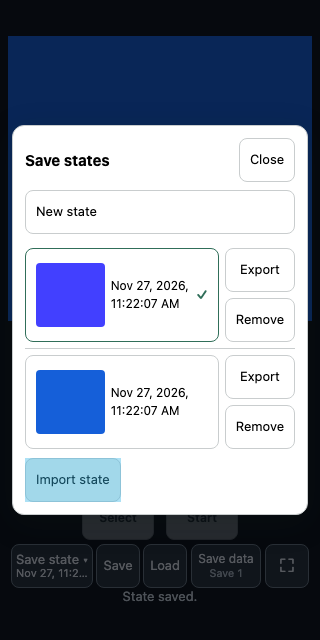 Save states
Close
New state
Nov 27, 2026,
11:22:07 AM
Export
Remove
Nov 27, 2026,
11:22:07 AM
Export
Remove
Import state
Select
Start
Save state
Nov 27, 11:2...
Save
Load
Save data
Save 1
State saved.